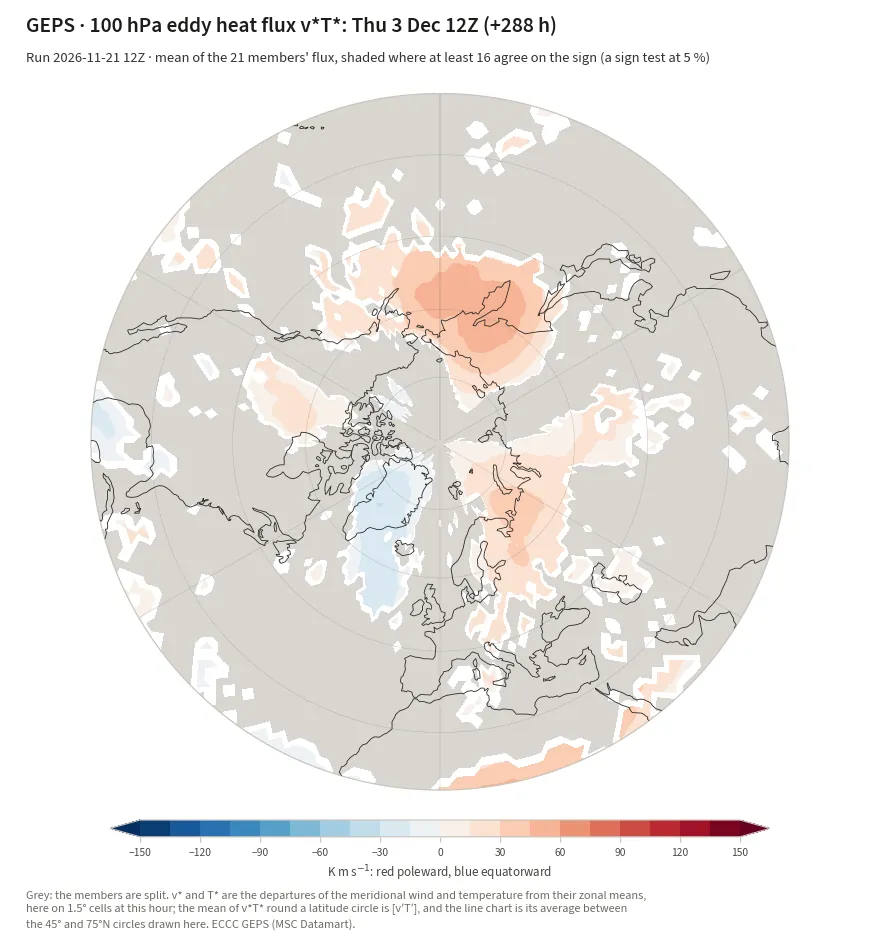 GEPS · 100 hPa eddy heat flux v*T*: Thu 3 Dec 12Z (+288 h)
Run 2026-11-21 12Z · mean of the 21 members' flux, shaded where at least 16 agree on the sign (a sign test at 5 %)
−150 −120 −90 −60 −30 0 30 60 90 120 150
K m s⁻¹: red poleward, blue equatorward
Grey: the members are split. v* and T* are the departures of the meridional wind and temperature from their zonal means,
here on 1.5° cells at this hour; the mean of v*T* round a latitude circle is [v'T'], and the line chart is its average between
the 45° and 75°N circles drawn here. ECCC GEPS (MSC Datamart).